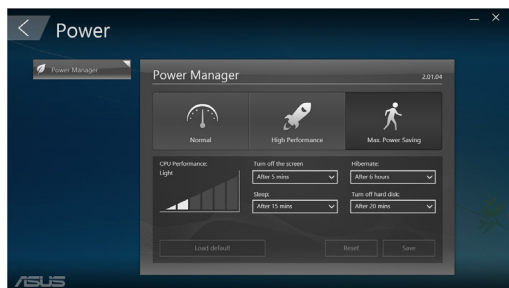 Power
Power Manager
Power Manager
2.01.04
Normal
High Performance
Max. Power Saving
CPU Performance:
Light
Turn off the screen
After 5 mins
Hibernate:
After 6 hours
Sleep:
After 15 mins
Turn off hard disk:
After 20 mins
Load default
Reset
Save
ASUS